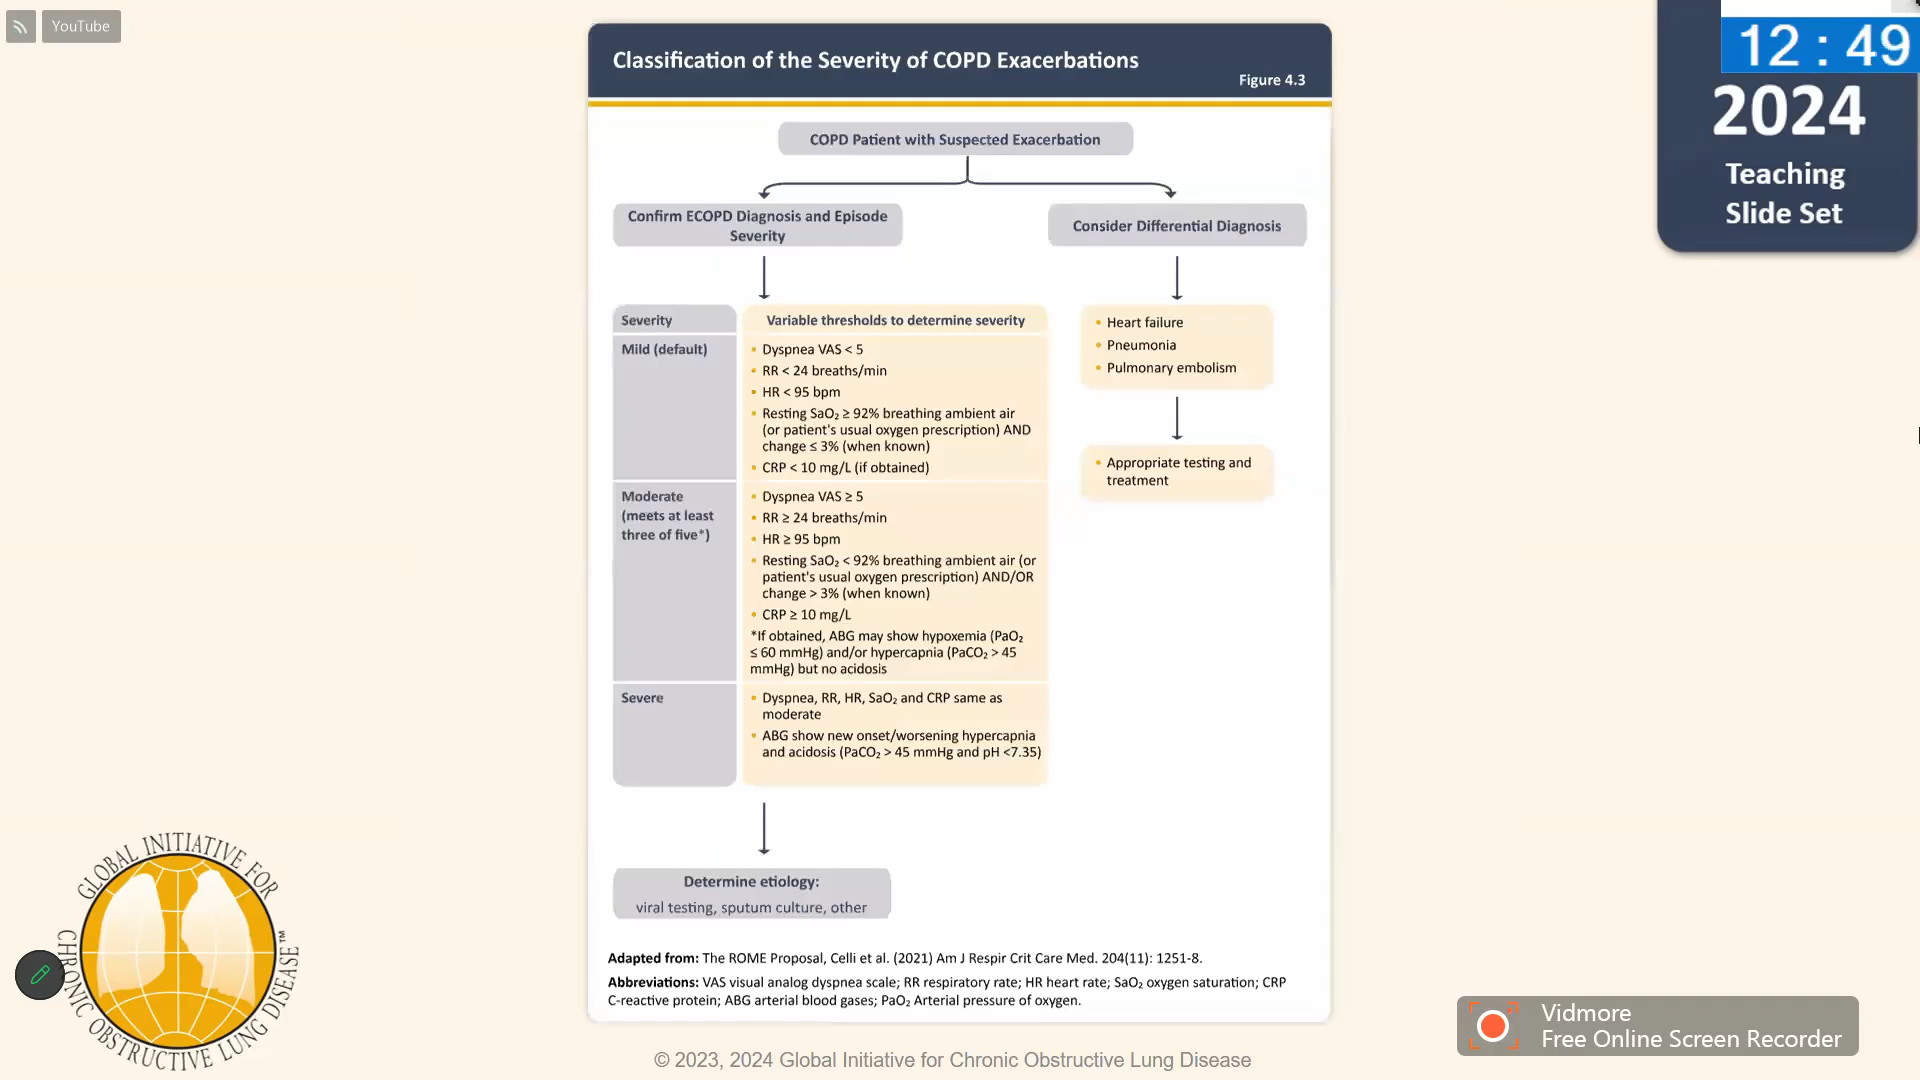 YouTube
12 : 49
2024
Teaching
Slide Set
Classification of the Severity of COPD Exacerbations
Figure 4.3
COPD Patient with Suspected Exacerbation
Confirm ECOPD Diagnosis and Episode
Severity
Consider Differential Diagnosis
Severity
Variable thresholds to determine severity
Mild (default)
• Dyspnea VAS < 5
• RR < 24 breaths/min
• HR < 95 bpm
• Resting SaO₂ ≥ 92% breathing ambient air
(or patient's usual oxygen prescription) AND
change ≤ 3% (when known)
• CRP < 10 mg/L (if obtained)
Moderate
(meets at least
three of five*)
• Dyspnea VAS ≥ 5
• RR ≥ 24 breaths/min
• HR ≥ 95 bpm
• Resting SaO₂ < 92% breathing ambient air (or
patient's usual oxygen prescription) AND/OR
change > 3% (when known)
• CRP ≥ 10 mg/L
*If obtained, ABG may show hypoxemia (PaO₂
≤ 60 mmHg) and/or hypercapnia (PaCO₂ > 45
mmHg) but no acidosis
Severe
• Dyspnea, RR, HR, SaO₂ and CRP same as
moderate
• ABG show new onset/worsening hypercapnia
and acidosis (PaCO₂ > 45 mmHg and pH <7.35)
• Heart failure
• Pneumonia
• Pulmonary embolism
• Appropriate testing and
treatment
Determine etiology:
viral testing, sputum culture, other
Adapted from: The ROME Proposal, Celli et al. (2021) Am J Respir Crit Care Med. 204(11): 1251-8.
Abbreviations: VAS visual analog dyspnea scale; RR respiratory rate; HR heart rate; SaO₂ oxygen saturation; CRP
C-reactive protein; ABG arterial blood gases; PaO₂ Arterial pressure of oxygen.
GLOBAL INITIATIVE FOR
CHRONIC OBSTRUCTIVE LUNG DISEASE™
© 2023, 2024 Global Initiative for Chronic Obstructive Lung Disease
Vidmore
Free Online Screen Recorder